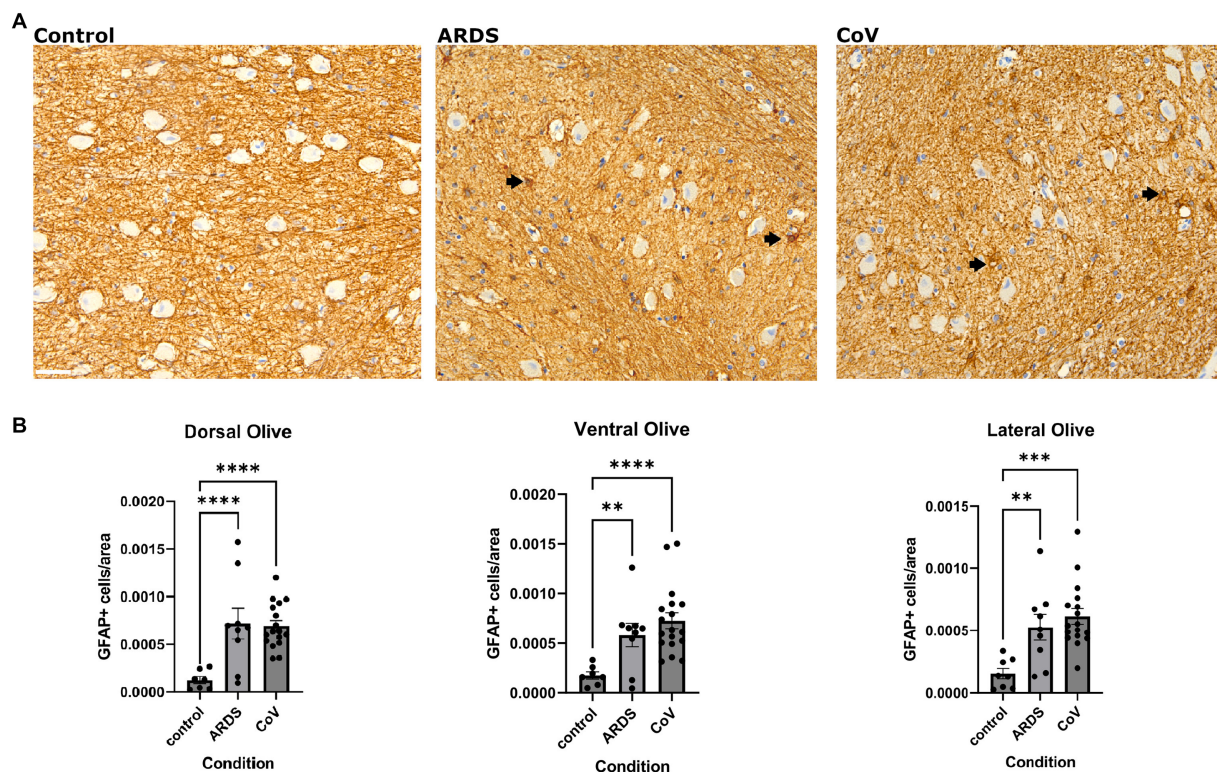 A
Control
ARDS
CoV
B
Dorsal Olive
****
****
GFAP+ cells/area
0.0020
0.0015
0.0010
0.0005
0.0000
control
ARDS
CoV
Condition
Ventral Olive
****
**
GFAP+ cells/area
0.0020
0.0015
0.0010
0.0005
0.0000
control
ARDS
CoV
Condition
Lateral Olive
***
**
GFAP+ cells/area
0.0015
0.0010
0.0005
0.0000
control
ARDS
CoV
Condition